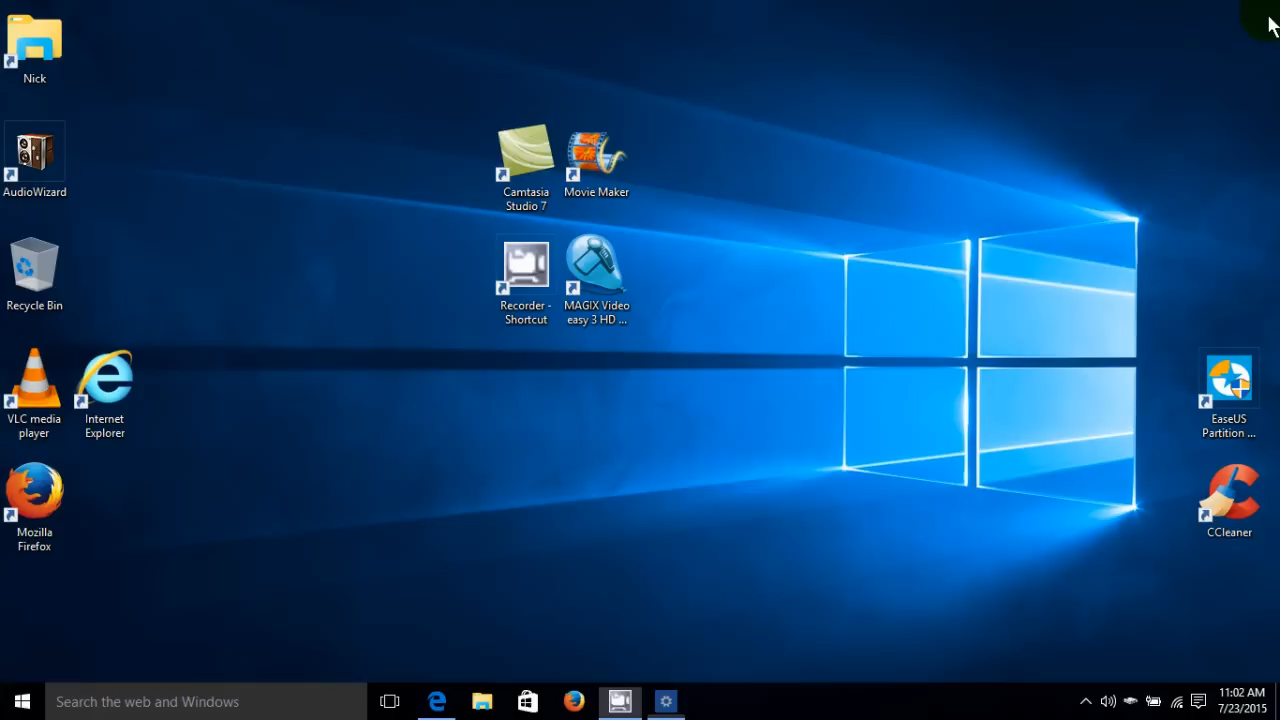 Nick
AudioWizard
Recycle Bin
VLC media
player
Internet
Explorer
Mozilla
Firefox
Camtasia
Studio 7
Movie Maker
Recorder -
Shortcut
MAGIX Video
easy 3 HD ...
EaseUS
Partition ...
CCleaner
Search the web and Windows
11:02 AM
7/23/2015